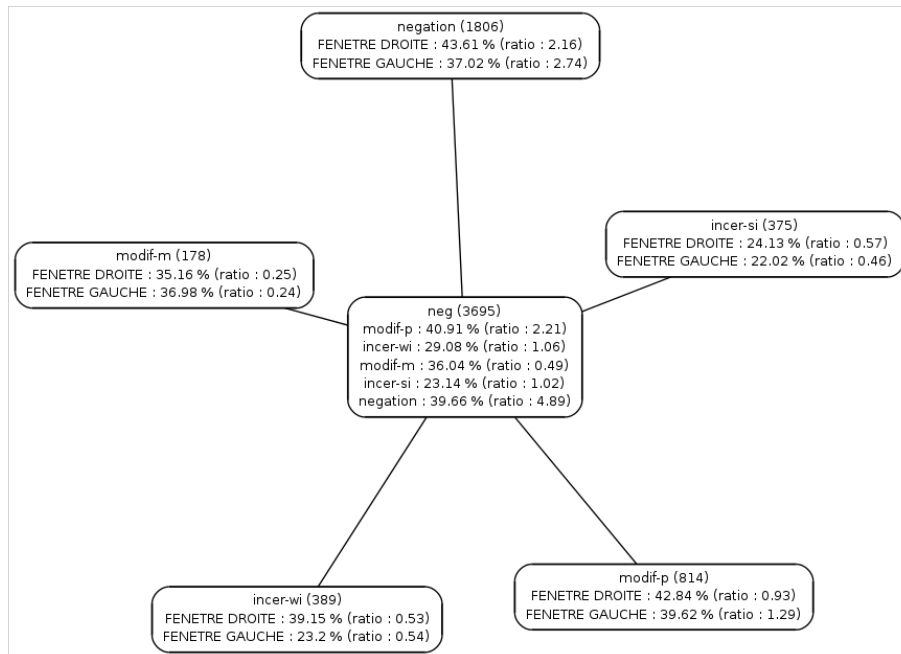 negation (1806)
FENETRE DROITE : 43.61 % (ratio : 2.16)
FENETRE GAUCHE : 37.02 % (ratio : 2.74)
incer-si (375)
FENETRE DROITE : 24.13 % (ratio : 0.57)
FENETRE GAUCHE : 22.02 % (ratio : 0.46)
modif-m (178)
FENETRE DROITE : 35.16 % (ratio : 0.25)
FENETRE GAUCHE : 36.98 % (ratio : 0.24)
neg (3695)
modif-p : 40.91 % (ratio : 2.21)
incer-wi : 29.08 % (ratio : 1.06)
modif-m : 36.04 % (ratio : 0.49)
incer-si : 23.14 % (ratio : 1.02)
negation : 39.66 % (ratio : 4.89)
modif-p (814)
FENETRE DROITE : 42.84 % (ratio : 0.93)
FENETRE GAUCHE : 39.62 % (ratio : 1.29)
incer-wi (389)
FENETRE DROITE : 39.15 % (ratio : 0.53)
FENETRE GAUCHE : 23.2 % (ratio : 0.54)